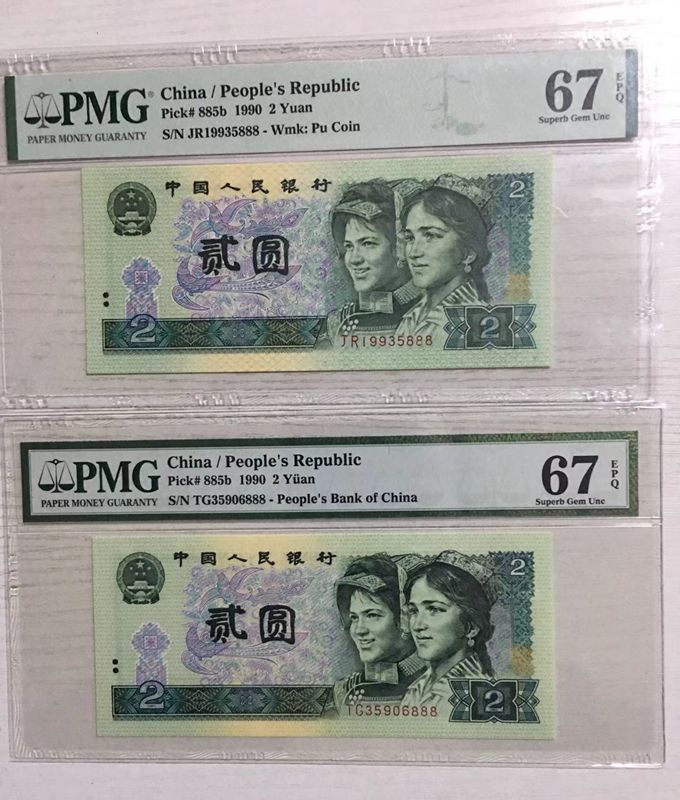 PMG®
PAPER MONEY GUARANTY
China / People's Republic
Pick# 885b 1990 2 Yuan
S/N JR19935888 - Wmk: Pu Coin
67
EPQ
Superb Gem Unc
中国人民银行
2
贰圆
2
2
JR19935888
PMG
PAPER MONEY GUARANTY
China / People's Republic
Pick# 885b 1990 2 Yüan
S/N TG35906888 - People's Bank of China
67
EPQ
Superb Gem Unc
中国人民银行
2
贰圆
2
2
TG35906888